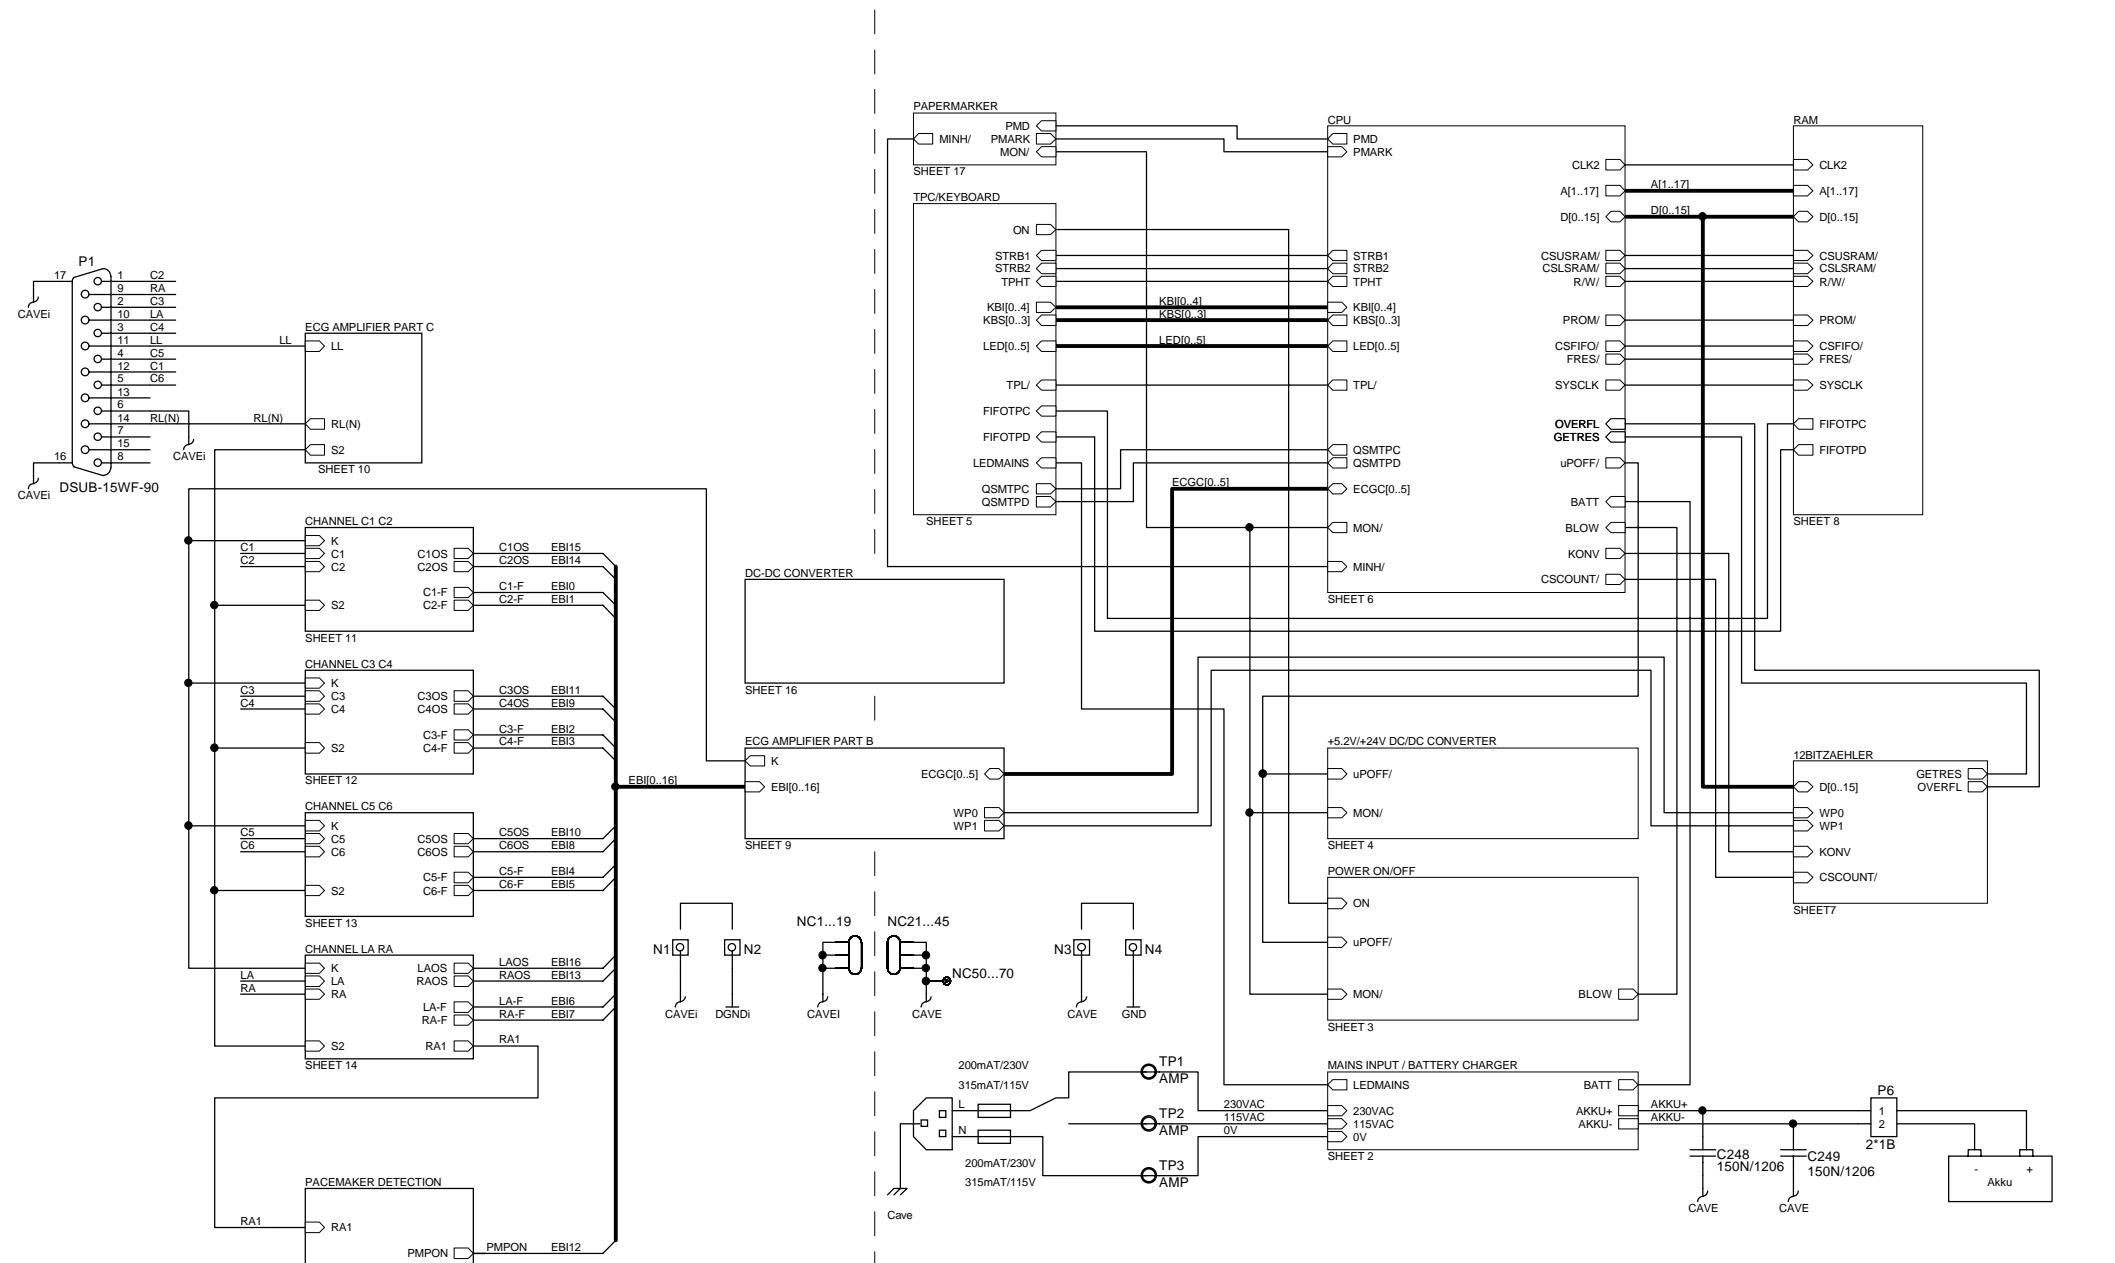 P1
17
CAVEi
1 C2
9 RA
2 C3
10 LA
3 C4
11 LL
4 C5
12 C1
5 C6
13
6
14 RL(N)
7
15
8
16
CAVEi
CAVEi
DSUB-15WF-90
LL
RL(N)
ECG AMPLIFIER PART C
LL
RL(N)
S2
SHEET 10
CHANNEL C1 C2
K
C1 C1 C1OS C1OS EBI15
C2 C2 C2OS C2OS EBI14
C1-F C1-F EBI0
S2 C2-F C2-F EBI1
SHEET 11
CHANNEL C3 C4
K
C3 C3 C3OS C3OS EBI11
C4 C4 C4OS C4OS EBI9
C3-F C3-F EBI2
S2 C4-F C4-F EBI3
SHEET 12
CHANNEL C5 C6
K
C5 C5 C5OS C5OS EBI10
C6 C6 C6OS C6OS EBI8
C5-F C5-F EBI4
S2 C6-F C6-F EBI5
SHEET 13
CHANNEL LA RA
K LAOS LAOS EBI16
LA LA RAOS RAOS EBI13
RA RA
LA-F LA-F EBI6
RA-F RA-F EBI7
S2 RA1 RA1
SHEET 14
PACEMAKER DETECTION
RA1 RA1
PMPON PMPON EBI12
EBI[0..16]
DC-DC CONVERTER
SHEET 16
ECG AMPLIFIER PART B
K
ECGC[0..5]
EBI[0..16]
WP0
WP1
SHEET 9
N1
N2
CAVEi
DGNDi
NC1...19
CAVEI
NC21...45
NC50...70
CAVE
N3
N4
CAVE
GND
PAPERMARKER
PMD
MINH/
PMARK
MON/
SHEET 17
TPC/KEYBOARD
ON
STRB1
STRB2
TPHT
KBI[0..4]
KBS[0..3]
LED[0..5]
TPL/
FIFOTPC
FIFOTPD
LEDMAINS
QSMTPC
QSMTPD
SHEET 5
KBI[0..4]
KBS[0..3]
LED[0..5]
ECGC[0..5]
CPU
PMD
PMARK
STRB1
STRB2
TPHT
KBI[0..4]
KBS[0..3]
LED[0..5]
TPL/
QSMTPC
QSMTPD
ECGC[0..5]
MON/
MINH/
CLK2
A[1..17]
D[0..15]
CSUSRAM/
CSLSRAM/
R/W/
PROM/
CSFIFO/
FRES/
SYSCLK
OVERFL
GETRES
uPOFF/
BATT
BLOW
KONV
CSCOUNT/
SHEET 6
A[1..17]
D[0..15]
RAM
CLK2
A[1..17]
D[0..15]
CSUSRAM/
CSLSRAM/
R/W/
PROM/
CSFIFO/
FRES/
SYSCLK
FIFOTPC
FIFOTPD
SHEET 8
+5.2V/+24V DC/DC CONVERTER
uPOFF/
MON/
SHEET 4
POWER ON/OFF
ON
uPOFF/
MON/
BLOW
SHEET 3
12BITZAEHLER
GETRES
OVERFL
D[0..15]
WP0
WP1
KONV
CSCOUNT/
SHEET7
200mAT/230V
315mAT/115V
L
N
200mAT/230V
315mAT/115V
Cave
TP1
AMP
TP2
AMP
TP3
AMP
230VAC
115VAC
0V
MAINS INPUT / BATTERY CHARGER
LEDMAINS
230VAC
115VAC
0V
BATT
AKKU+
AKKU-
SHEET 2
AKKU+
AKKU-
P6
1
2
2*1B
C248
150N/1206
CAVE
C249
150N/1206
CAVE
- +
Akku